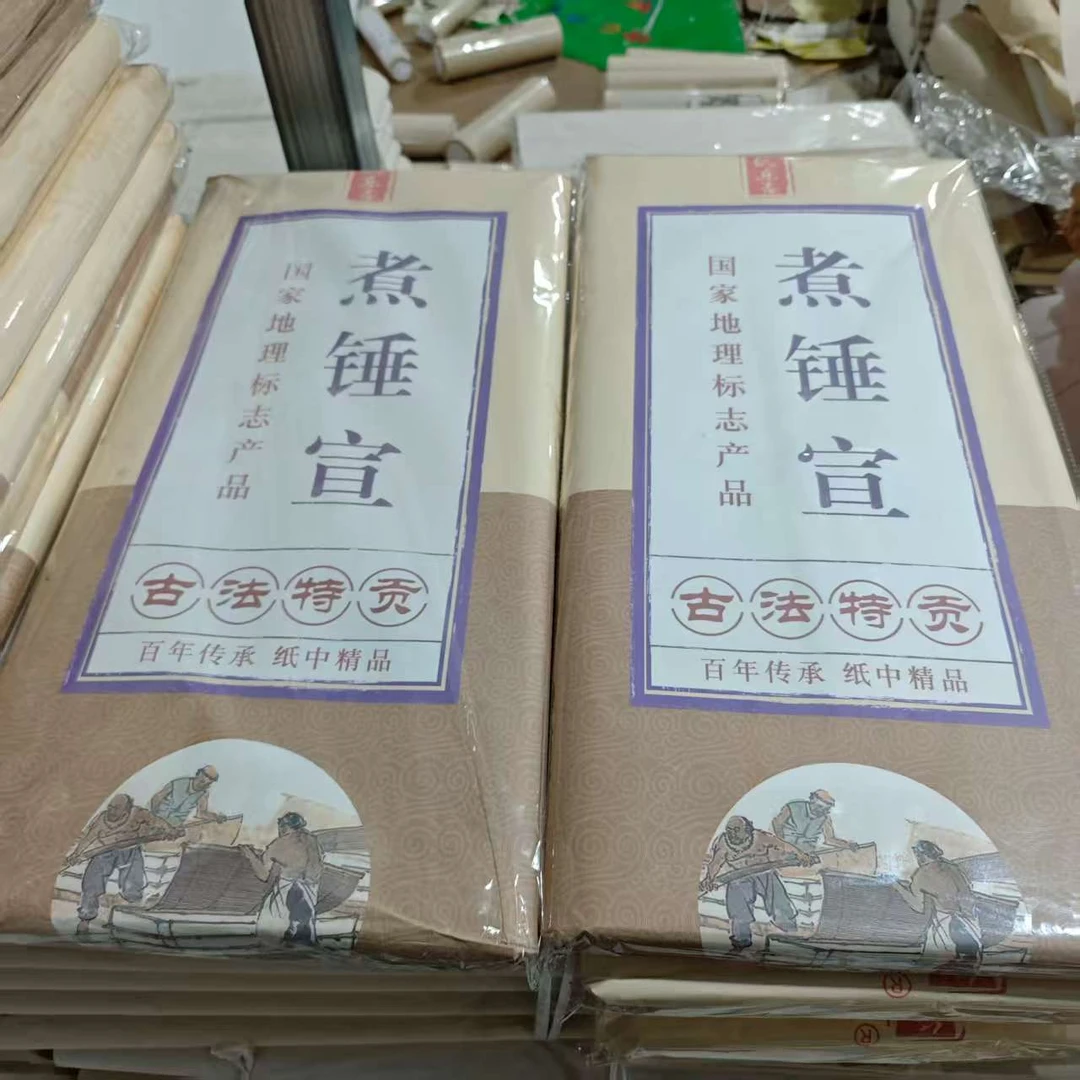 煮锤宣
国家地理标志产品
古法特贡
百年传承 纸中精品
煮锤宣
国家地理标志产品
古法特贡
百年传承 纸中精品
®
®